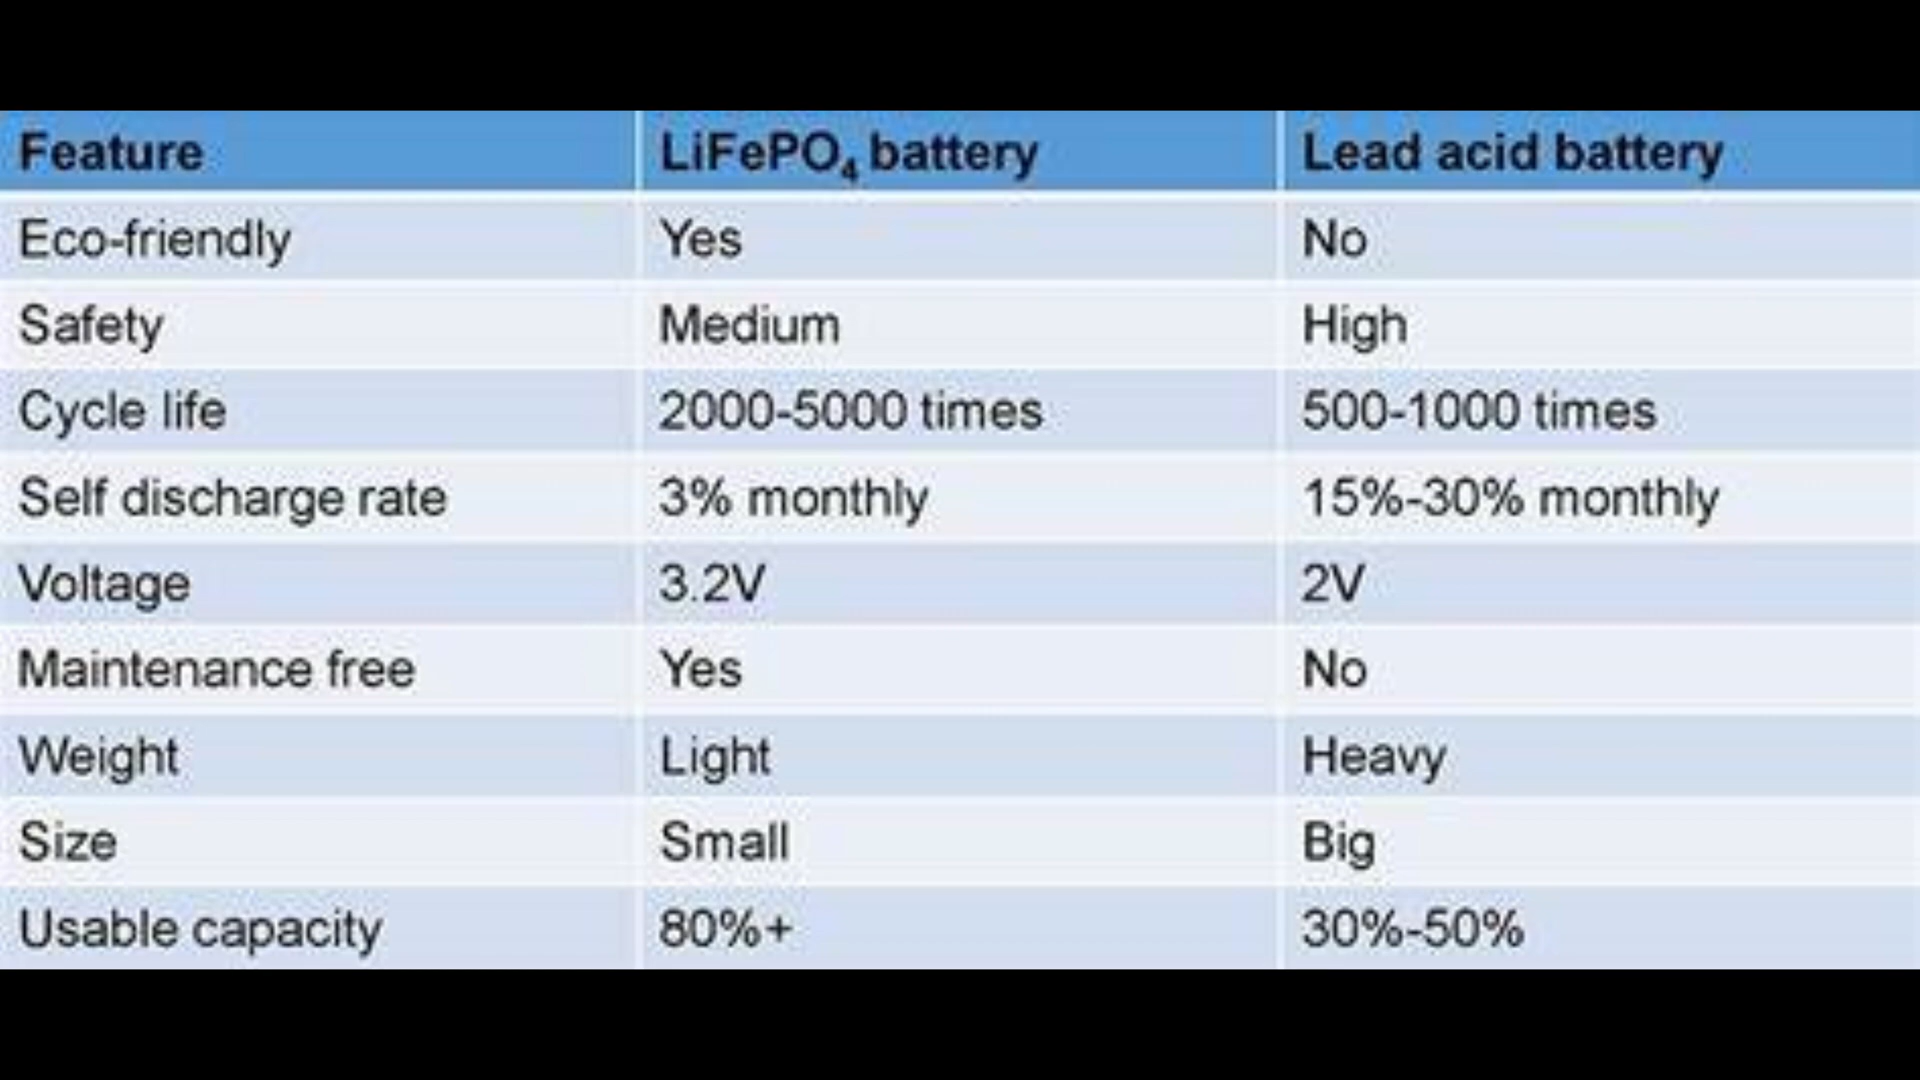 Feature LiFePO₄ battery Lead acid battery
Eco-friendly Yes No
Safety Medium High
Cycle life 2000-5000 times 500-1000 times
Self discharge rate 3% monthly 15%-30% monthly
Voltage 3.2V 2V
Maintenance free Yes No
Weight Light Heavy
Size Small Big
Usable capacity 80%+ 30%-50%